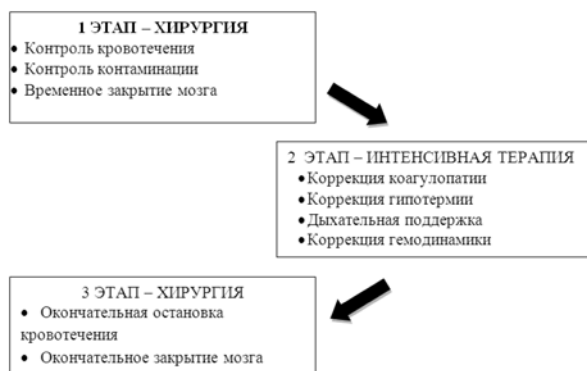 1 ЭТАП – ХИРУРГИЯ
• Контроль кровотечения
• Контроль контаминации
• Временное закрытие мозга
2 ЭТАП – ИНТЕНСИВНАЯ ТЕРАПИЯ
• Коррекция коагулопатии
• Коррекция гипотермии
• Дыхательная поддержка
• Коррекция гемодинамики
3 ЭТАП – ХИРУРГИЯ
• Окончательная остановка
кровотечения
• Окончательное закрытие мозга